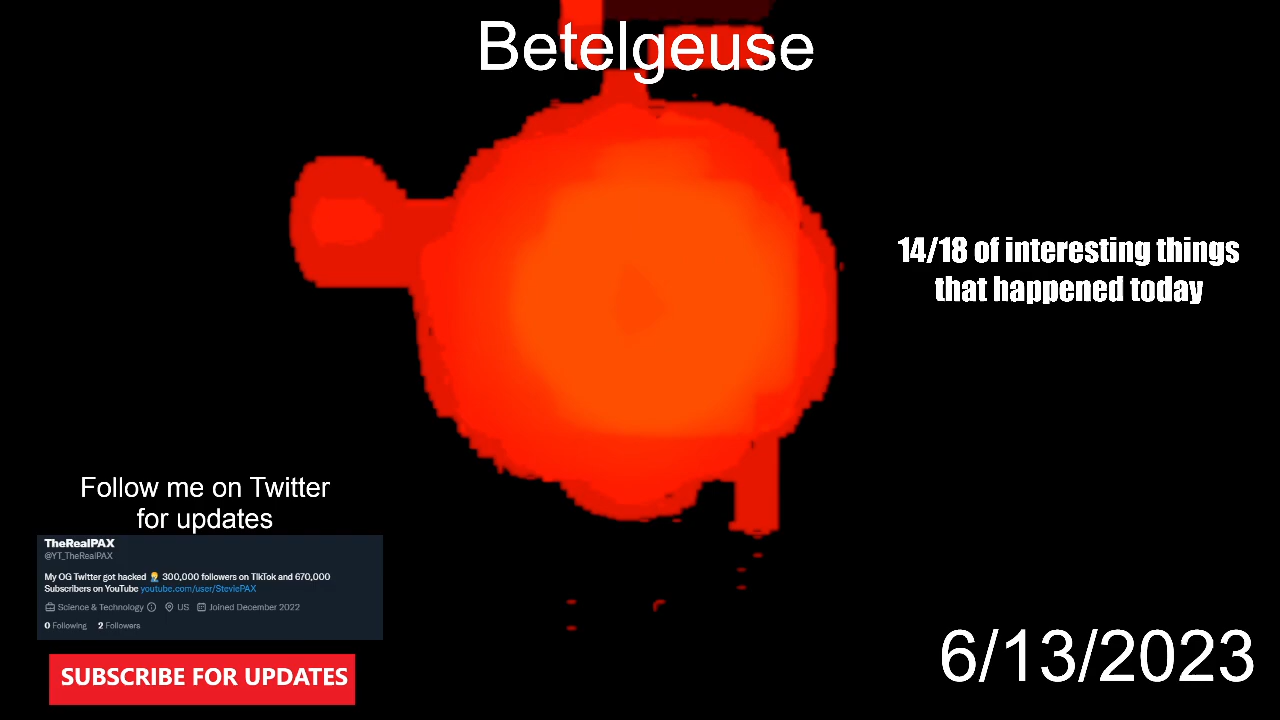 Betelgeuse
14/18 of interesting things
that happened today
Follow me on Twitter
for updates
TheRealPAX
@YT_TheRealPAX
My OG Twitter got hacked 🤦 300,000 followers on TikTok and 670,000
Subscribers on YouTube youtube.com/user/SteviePAX
Science & Technology US Joined December 2022
0 Following 2 Followers
SUBSCRIBE FOR UPDATES
6/13/2023